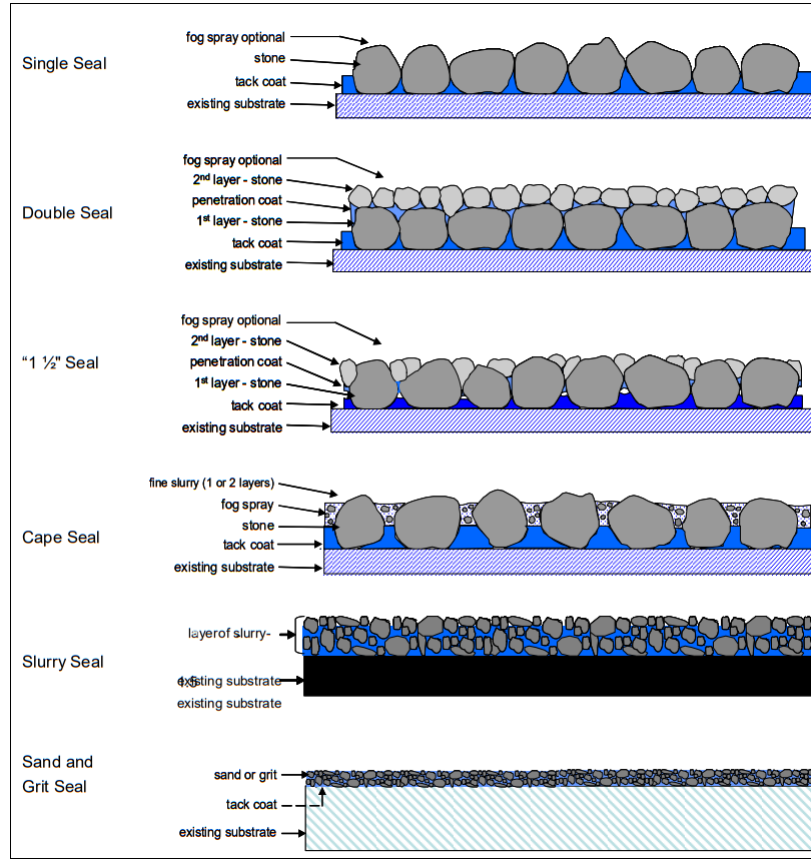 Single Seal
fog spray optional
stone
tack coat
existing substrate
Double Seal
fog spray optional
2nd layer - stone
penetration coat
1st layer - stone
tack coat
existing substrate
“1 ½" Seal
fog spray optional
2nd layer - stone
penetration coat
1st layer - stone
tack coat
existing substrate
Cape Seal
fine slurry (1 or 2 layers)
fog spray
stone
tack coat
existing substrate
Slurry Seal
layer of slurry-
existing substrate
existing substrate
Sand and
Grit Seal
sand or grit
tack coat
existing substrate